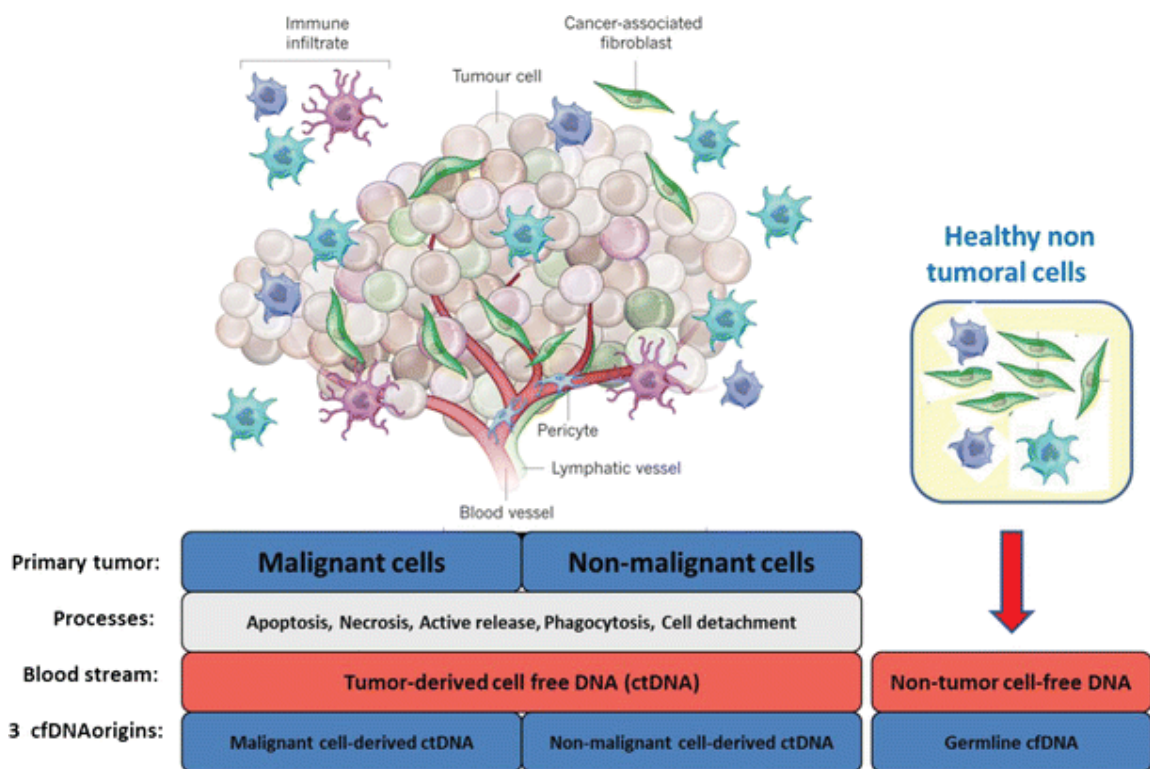 Immune
infiltrate
Cancer-associated
fibroblast
Tumour cell
Healthy non
tumoral cells
Pericyte
Lymphatic vessel
Blood vessel
Primary tumor: Malignant cells Non-malignant cells
Processes: Apoptosis, Necrosis, Active release, Phagocytosis, Cell detachment
Blood stream: Tumor-derived cell free DNA (ctDNA) Non-tumor cell-free DNA
3 cfDNAorigins: Malignant cell-derived ctDNA Non-malignant cell-derived ctDNA Germline cfDNA